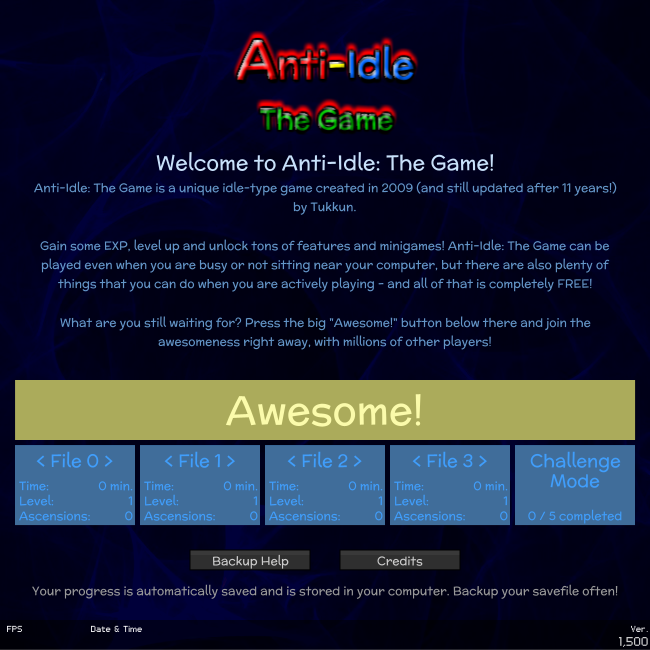 Anti-Idle
The Game
Welcome to Anti-Idle: The Game!
Anti-Idle: The Game is a unique idle-type game created in 2009 (and still updated after 11 years!)
by Tukkun.
Gain some EXP, level up and unlock tons of features and minigames! Anti-Idle: The Game can be
played even when you are busy or not sitting near your computer, but there are also plenty of
things that you can do when you are actively playing - and all of that is completely FREE!
What are you still waiting for? Press the big "Awesome!" button below there and join the
awesomeness right away, with millions of other players!
Awesome!
< File 0 > < File 1 > < File 2 > < File 3 > Challenge
Mode
Time: 0 min. Time: 0 min. Time: 0 min. Time: 0 min.
Level: 1 Level: 1 Level: 1 Level: 1
Ascensions: 0 Ascensions: 0 Ascensions: 0 Ascensions: 0 0 / 5 completed
Backup Help Credits
Your progress is automatically saved and is stored in your computer. Backup your savefile often!
FPS Date & Time Ver.
1,500